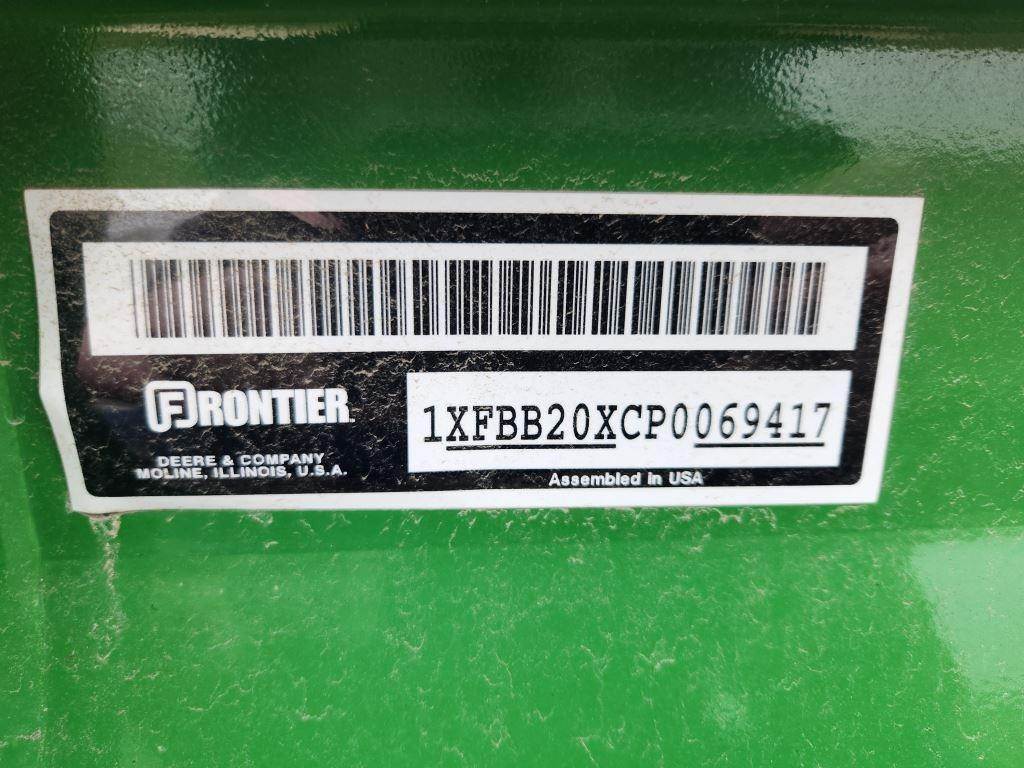 FRONTIER
DEERE & COMPANY
MOLINE, ILLINOIS, U.S.A.
1XFBB20XCP0069417
Assembled in USA